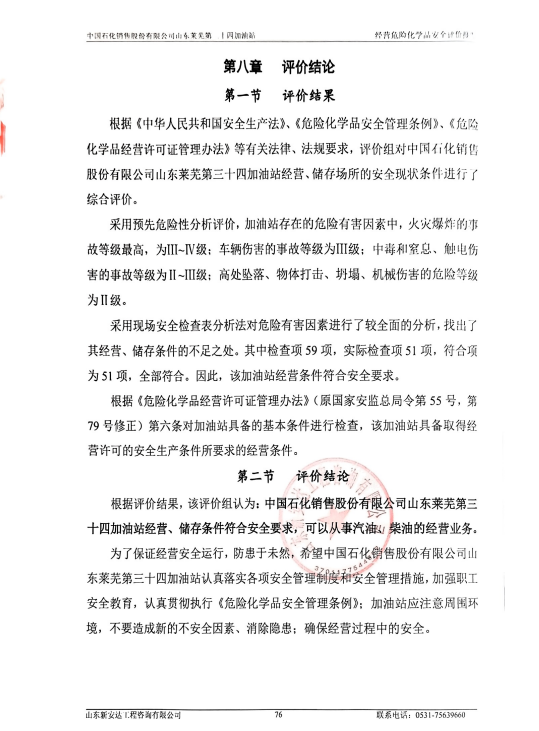 中国石化销售股份有限公司山东莱芜第 十四加油站
经营危险化学品安全评价报
第八章 评价结论
第一节 评价结果
根据《中华人民共和国安全生产法》、《危险化学品安全管理条例》、《危险
化学品经营许可证管理办法》等有关法律、法规要求，评价组对中国石化销售
股份有限公司山东莱芜第三十四加油站经营、储存场所的安全现状条件进行了
综合评价。
采用预先危险性分析评价，加油站存在的危险有害因素中，火灾爆炸的事
故等级最高，为III~IV级；车辆伤害的事故等级为III级；中毒和窒息、触电伤
害的事故等级为II~III级；高处坠落、物体打击、坍塌、机械伤害的危险等级
为II级。
采用现场安全检查表分析法对危险有害因素进行了较全面的分析，找出了
其经营、储存条件的不足之处。其中检查项 59 项，实际检查项 51 项，符合项
为 51 项，全部符合。因此，该加油站经营条件符合安全要求。
根据《危险化学品经营许可证管理办法》（原国家安监总局令第 55 号，第
79 号修正）第六条对加油站具备的基本条件进行检查，该加油站具备取得经
营许可的安全生产条件所要求的经营条件。
第二节 评价结论
根据评价结果，该评价组认为：中国石化销售股份有限公司山东莱芜第三
十四加油站经营、储存条件符合安全要求，可以从事汽油、柴油的经营业务。
为了保证经营安全运行，防患于未然，希望中国石化销售股份有限公司山
东莱芜第三十四加油站认真落实各项安全管理制度和安全管理措施，加强职工
安全教育，认真贯彻执行《危险化学品安全管理条例》；加油站应注意周围环
境，不要造成新的不安全因素、消除隐患；确保经营过程中的安全。
山东新安达工程咨询有限公司
76
联系电话：0531-75639660